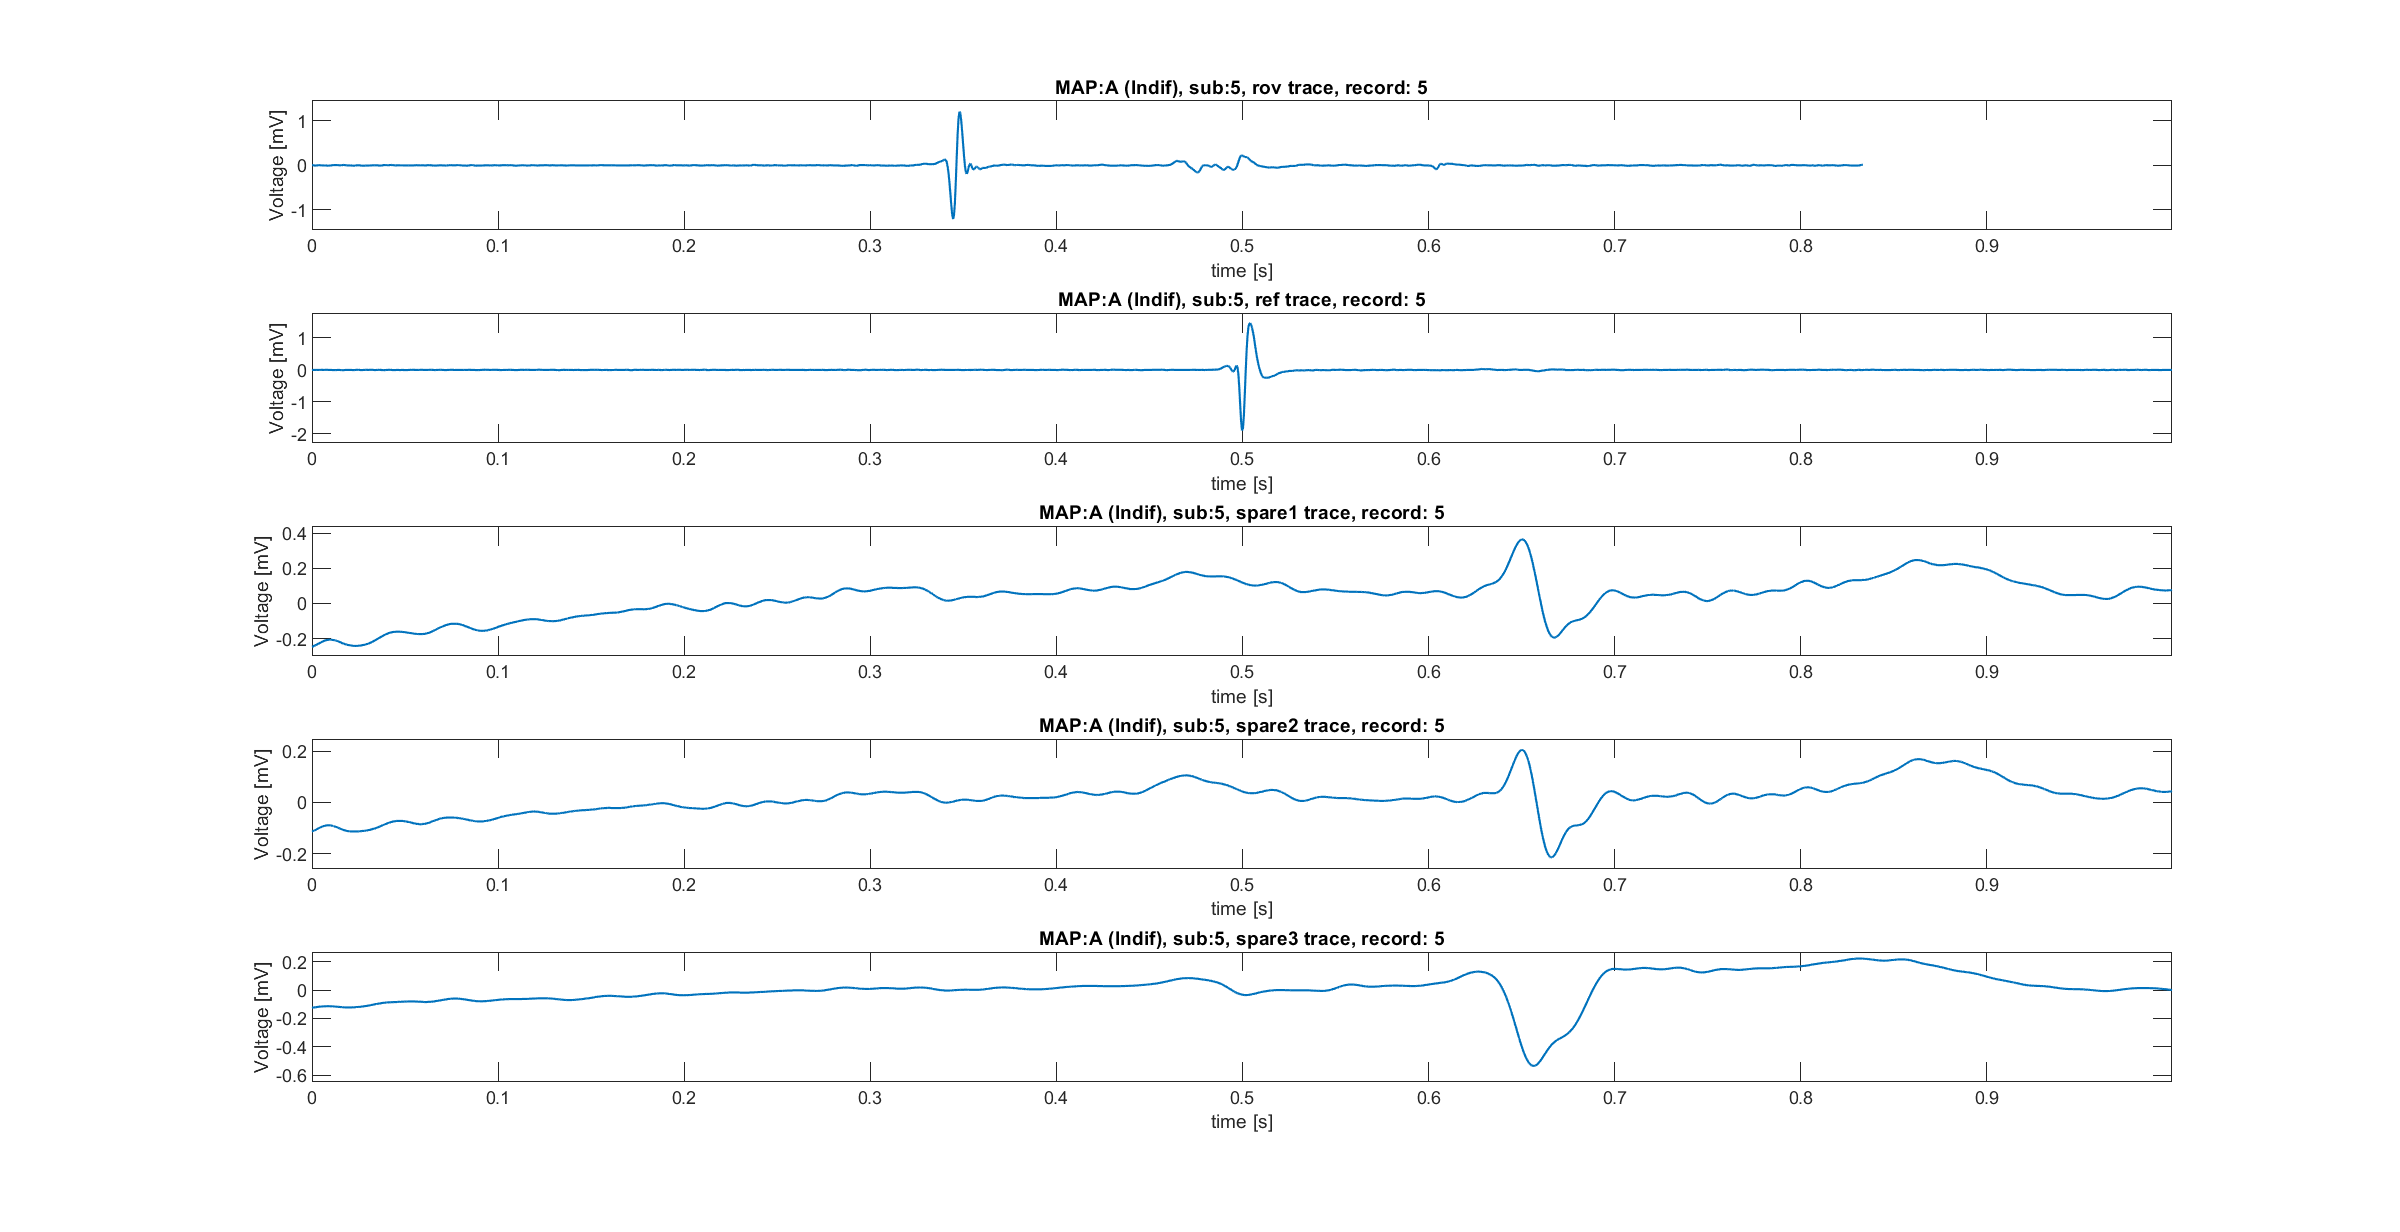 MAP:A (Indif), sub:5, rov trace, record: 5
Voltage [mV]
1
0
-1
0 0.1 0.2 0.3 0.4 0.5 0.6 0.7 0.8 0.9
time [s]
MAP:A (Indif), sub:5, ref trace, record: 5
Voltage [mV]
1
0
-1
-2
0 0.1 0.2 0.3 0.4 0.5 0.6 0.7 0.8 0.9
time [s]
MAP:A (Indif), sub:5, spare1 trace, record: 5
Voltage [mV]
0.4
0.2
0
-0.2
0 0.1 0.2 0.3 0.4 0.5 0.6 0.7 0.8 0.9
time [s]
MAP:A (Indif), sub:5, spare2 trace, record: 5
Voltage [mV]
0.2
0
-0.2
0 0.1 0.2 0.3 0.4 0.5 0.6 0.7 0.8 0.9
time [s]
MAP:A (Indif), sub:5, spare3 trace, record: 5
Voltage [mV]
0.2
0
-0.2
-0.4
-0.6
0 0.1 0.2 0.3 0.4 0.5 0.6 0.7 0.8 0.9
time [s]